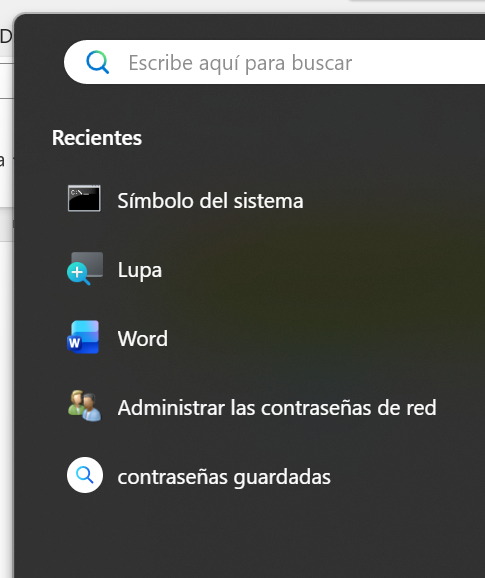 Escribe aquí para buscar
Recientes
Símbolo del sistema
Lupa
Word
Administrar las contraseñas de red
contraseñas guardadas